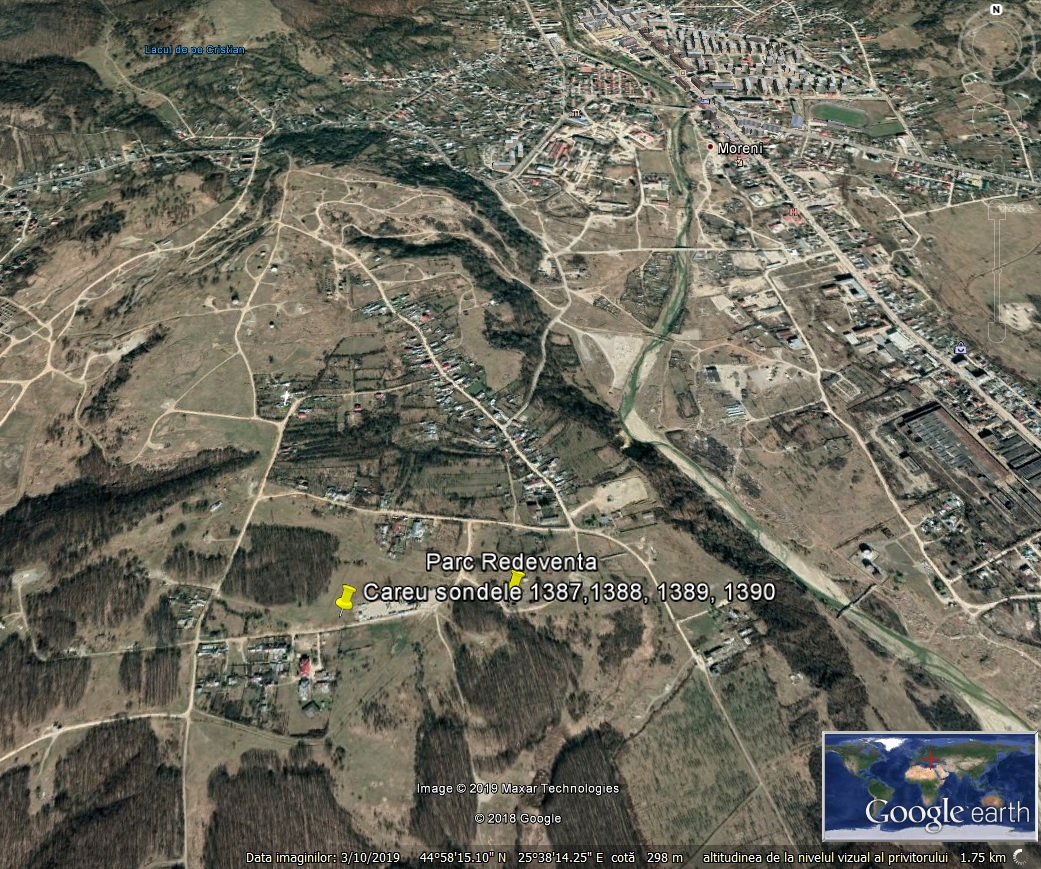 N
Lacul de pe Cristian
Moreni
H
Parc Redeventa
Careu sondele 1387,1388, 1389, 1390
Image © 2019 Maxar Technologies
© 2018 Google
Google earth
Data imaginilor: 3/10/2019 44°58'15.10" N 25°38'14.25" E cotă 298 m altitudinea de la nivelul vizual al privitorului 1.75 km